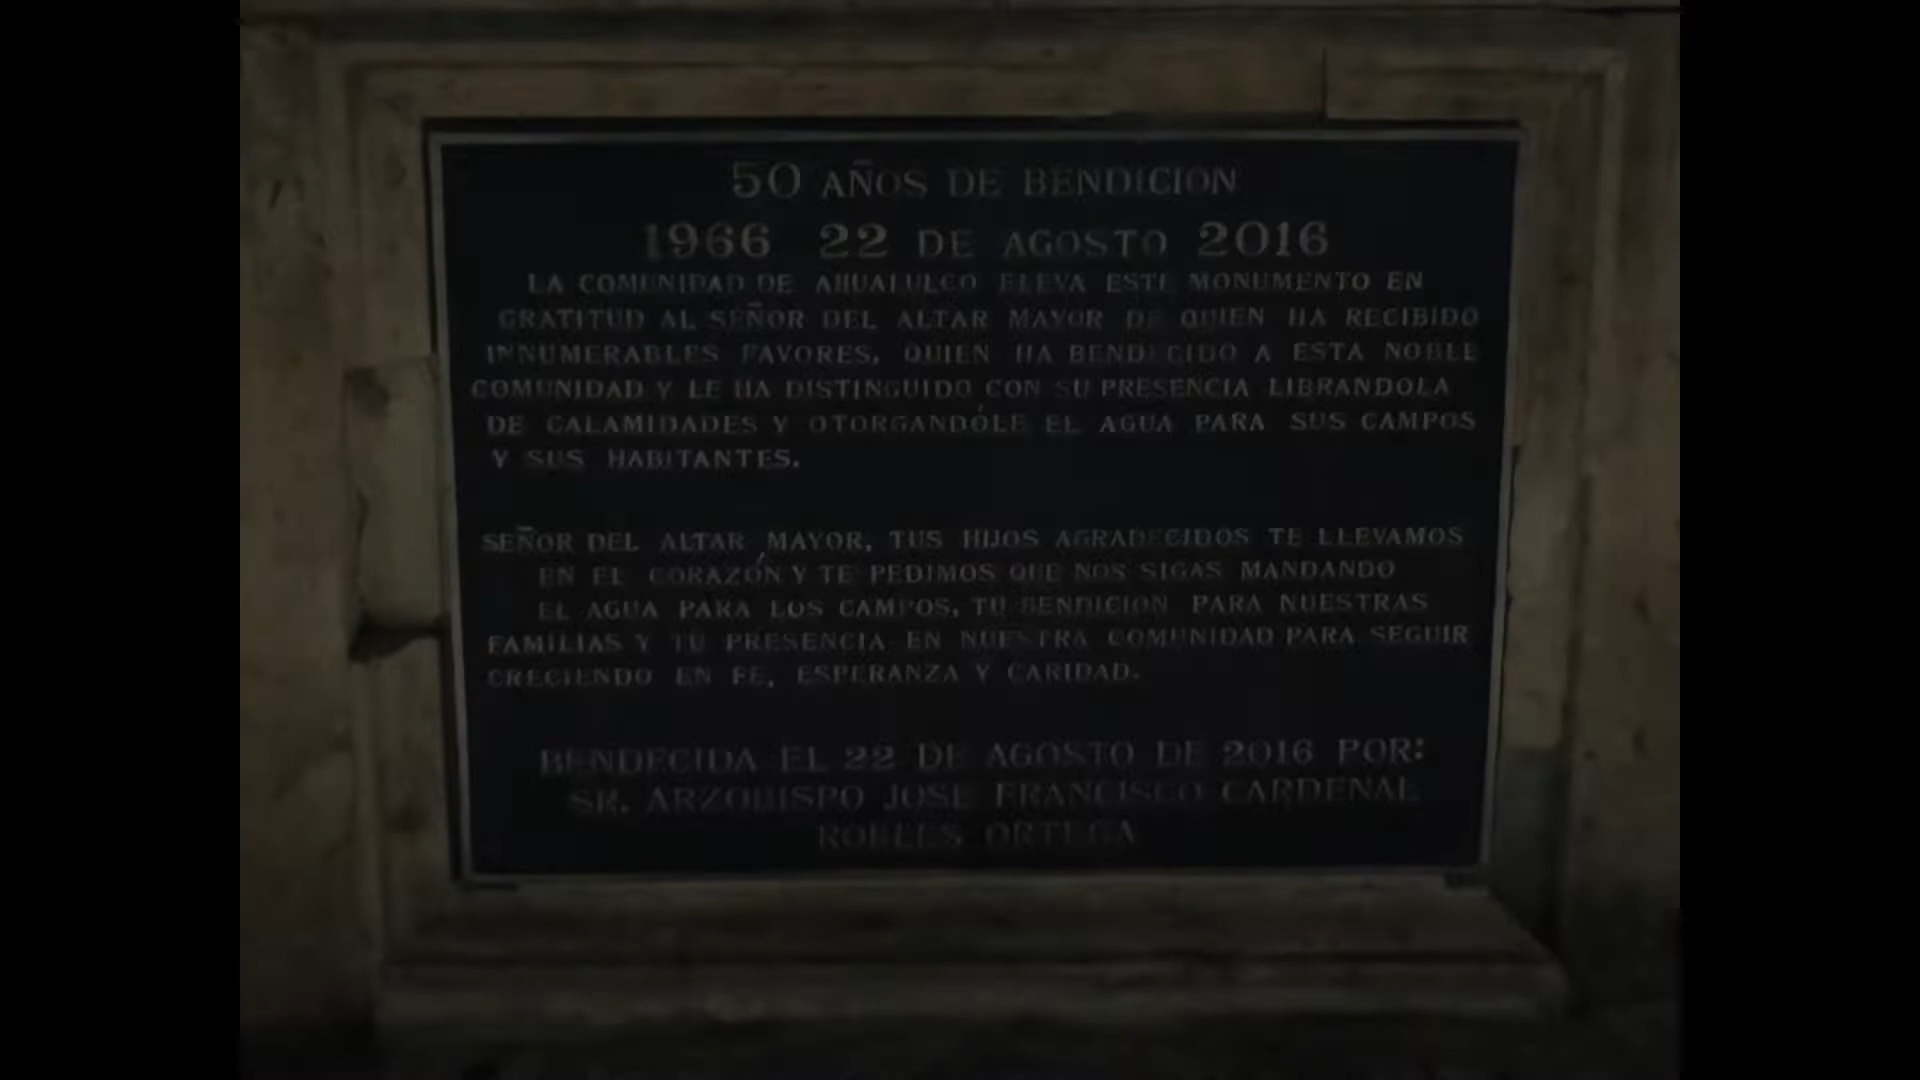 50 AÑOS DE BENDICION
1966 22 DE AGOSTO 2016
LA COMUNIDAD DE AHUALULCO ELEVA ESTE MONUMENTO EN
GRATITUD AL SEÑOR DEL ALTAR MAYOR DE QUIEN HA RECIBIDO
INNUMERABLES FAVORES, QUIEN HA BENDECIDO A ESTA NOBLE
COMUNIDAD Y LE HA DISTINGUIDO CON SU PRESENCIA LIBRANDOLA
DE CALAMIDADES Y OTORGANDÓLE EL AGUA PARA SUS CAMPOS
Y SUS HABITANTES.
SEÑOR DEL ALTAR MAYOR, TUS HIJOS AGRADECIDOS TE LLEVAMOS
EN EL CORAZÓN Y TE PEDIMOS QUE NOS SIGAS MANDANDO
EL AGUA PARA LOS CAMPOS, TU BENDICION PARA NUESTRAS
FAMILIAS Y TU PRESENCIA EN NUESTRA COMUNIDAD PARA SEGUIR
CRECIENDO EN FE, ESPERANZA Y CARIDAD.
BENDECIDA EL 22 DE AGOSTO DE 2016 POR:
SR. ARZOBISPO JOSE FRANCISCO CARDENAL
ROBLES ORTEGA